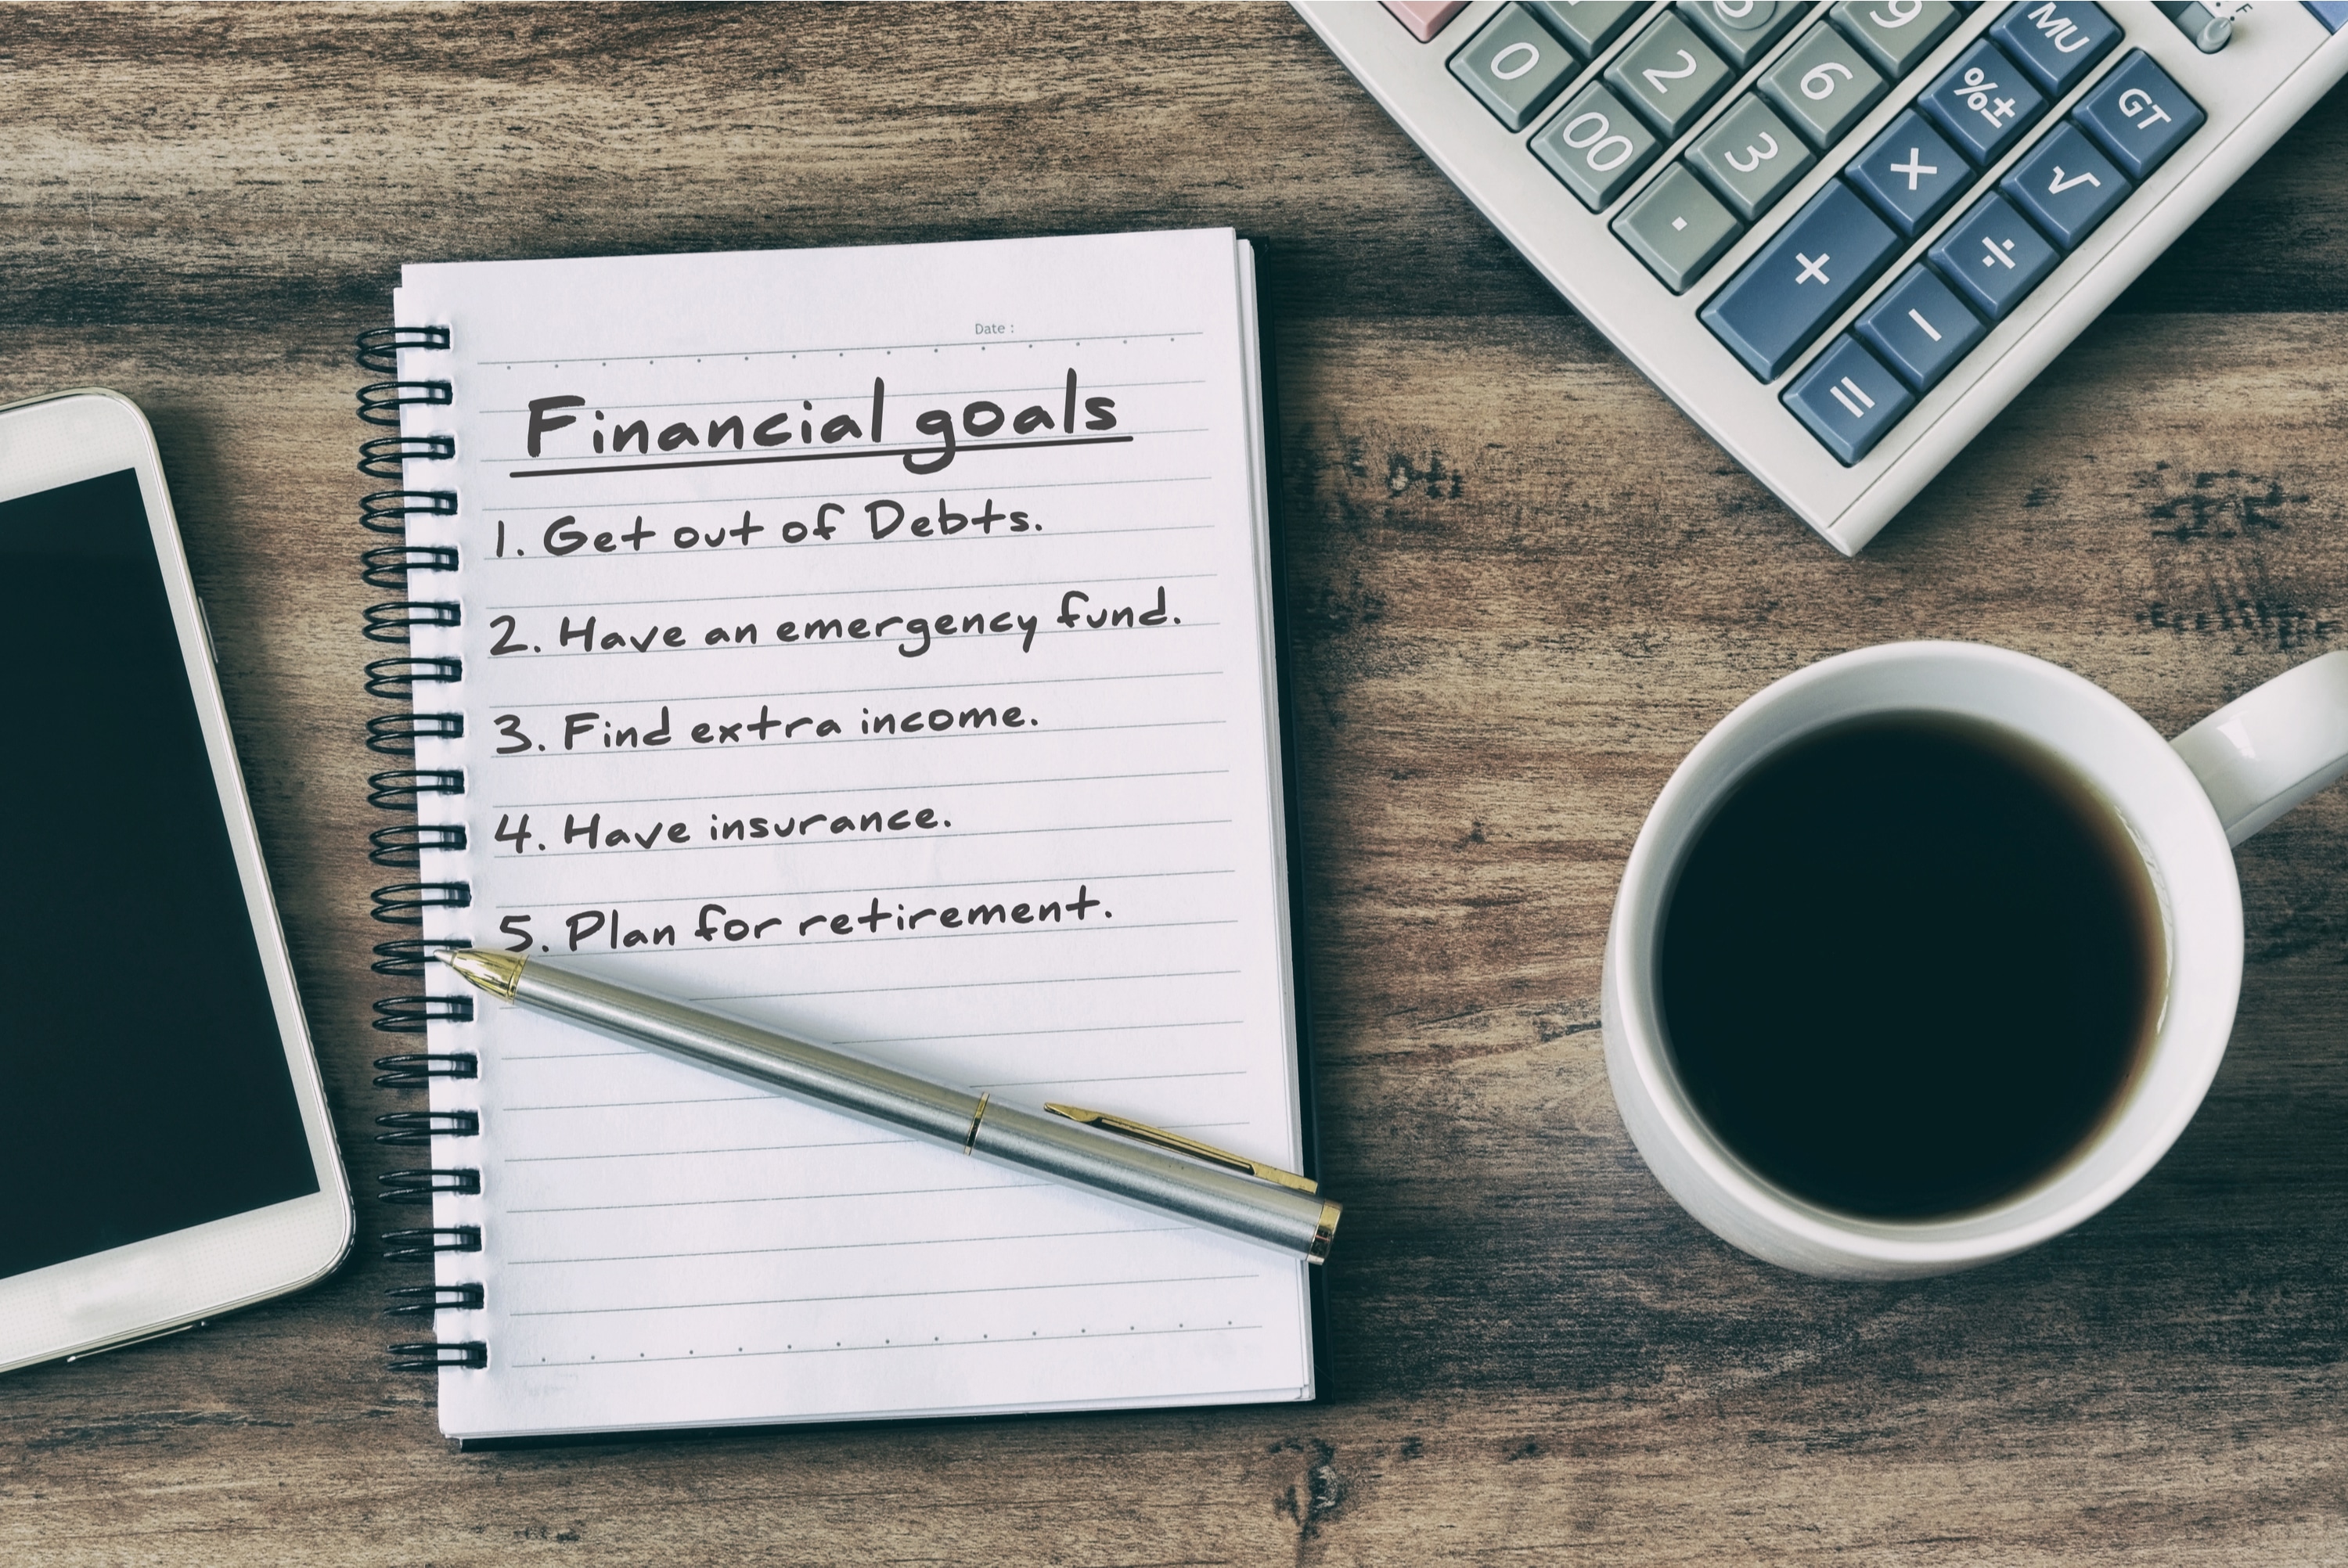 Date :
Financial goals
1. Get out of Debts.
2. Have an emergency fund.
3. Find extra income.
4. Have insurance.
5. Plan for retirement.
0
2
9
MU
00
6
%±
GT
3
×
√
.
+
÷
-
=
F